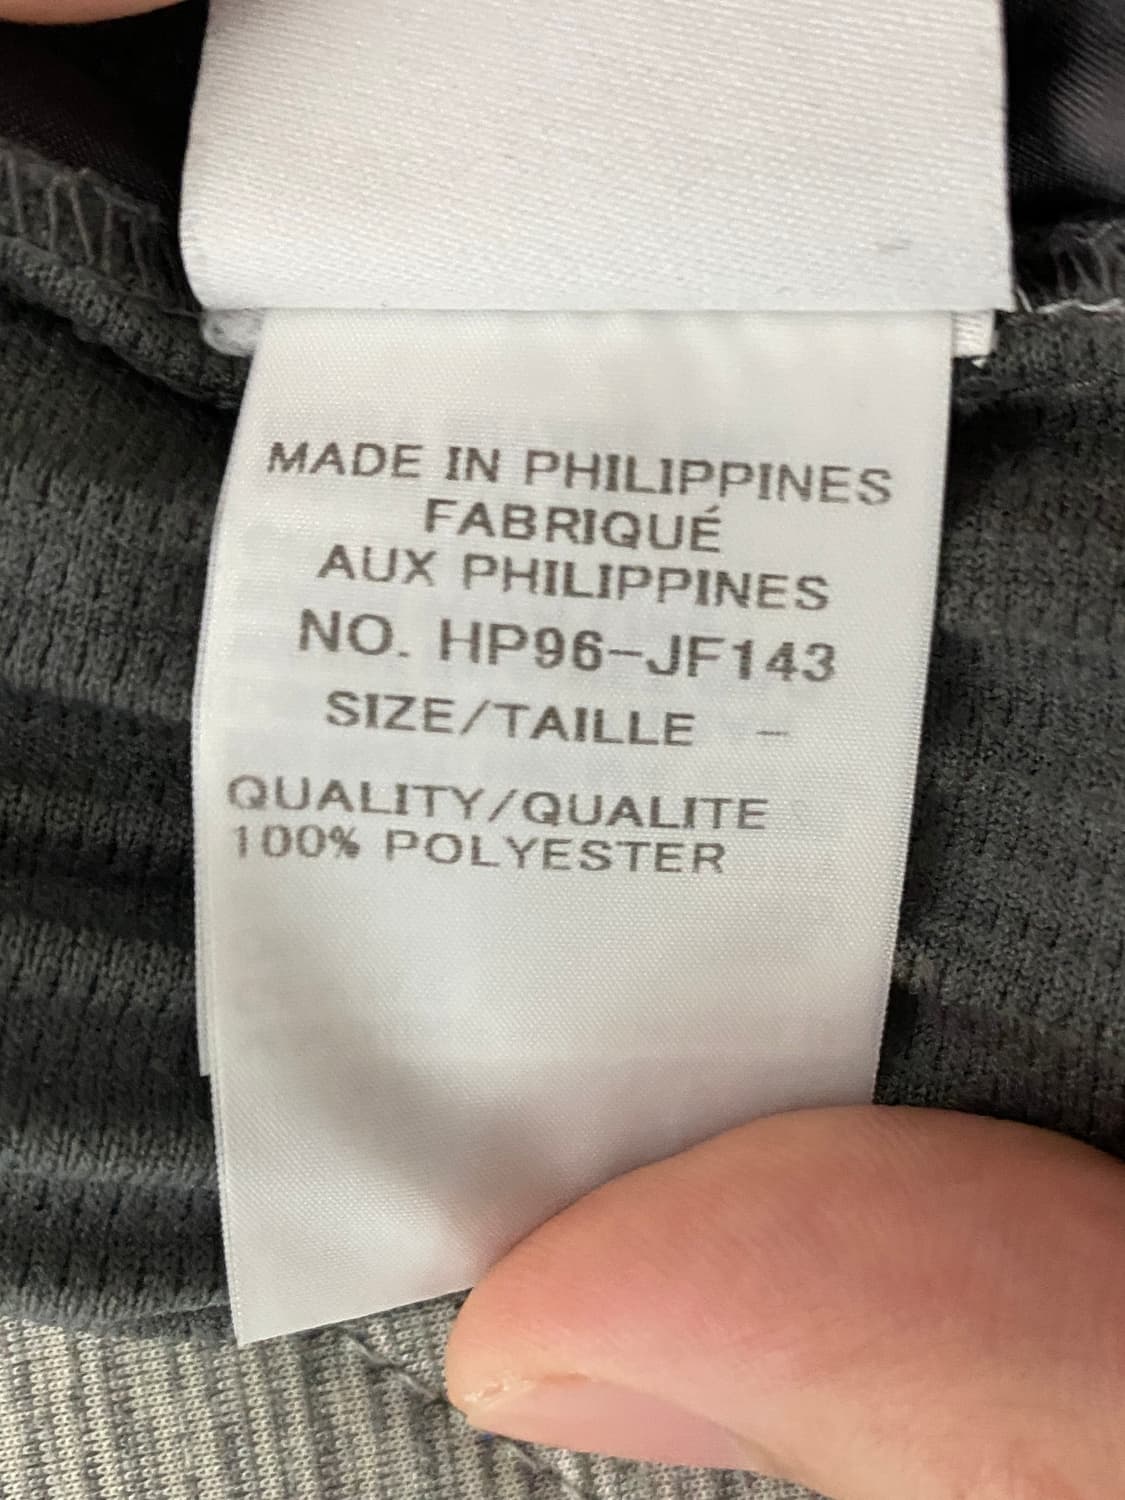 MADE IN PHILIPPINES
FABRIQUÉ
AUX PHILIPPINES
NO. HP96-JF143
SIZE/TAILLE -
QUALITY/QUALITE
100% POLYESTER